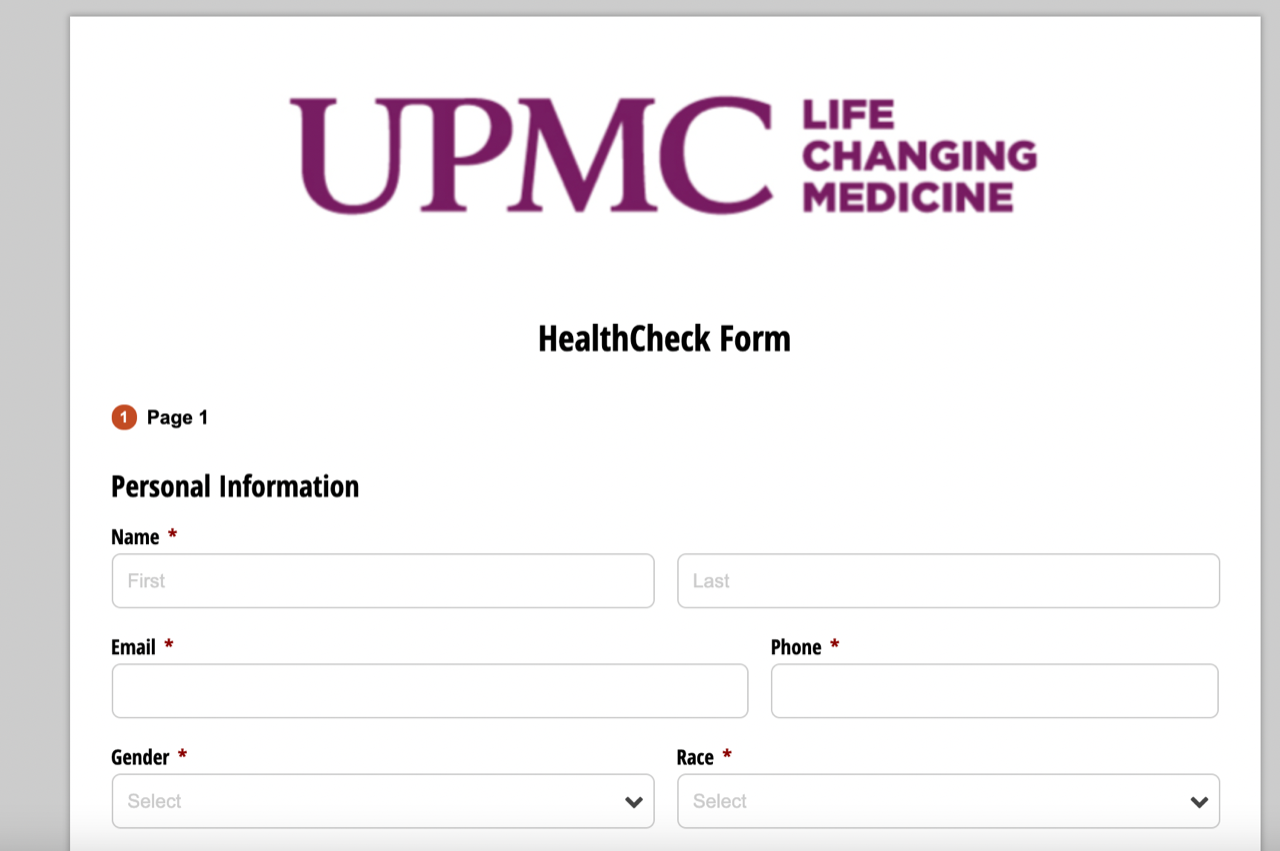 UPMC LIFE
CHANGING
MEDICINE
HealthCheck Form
1 Page 1
Personal Information
Name *
First Last
Email * Phone *
Gender * Race *
Select Select